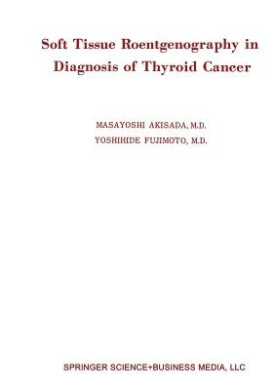 Soft Tissue Roentgenography in
Diagnosis of Thyroid Cancer
MASAYOSHI AKISADA, M.D.
YOSHIHIDE FUJIMOTO, M.D.
SPRINGER SCIENCE+BUSINESS MEDIA, LLC